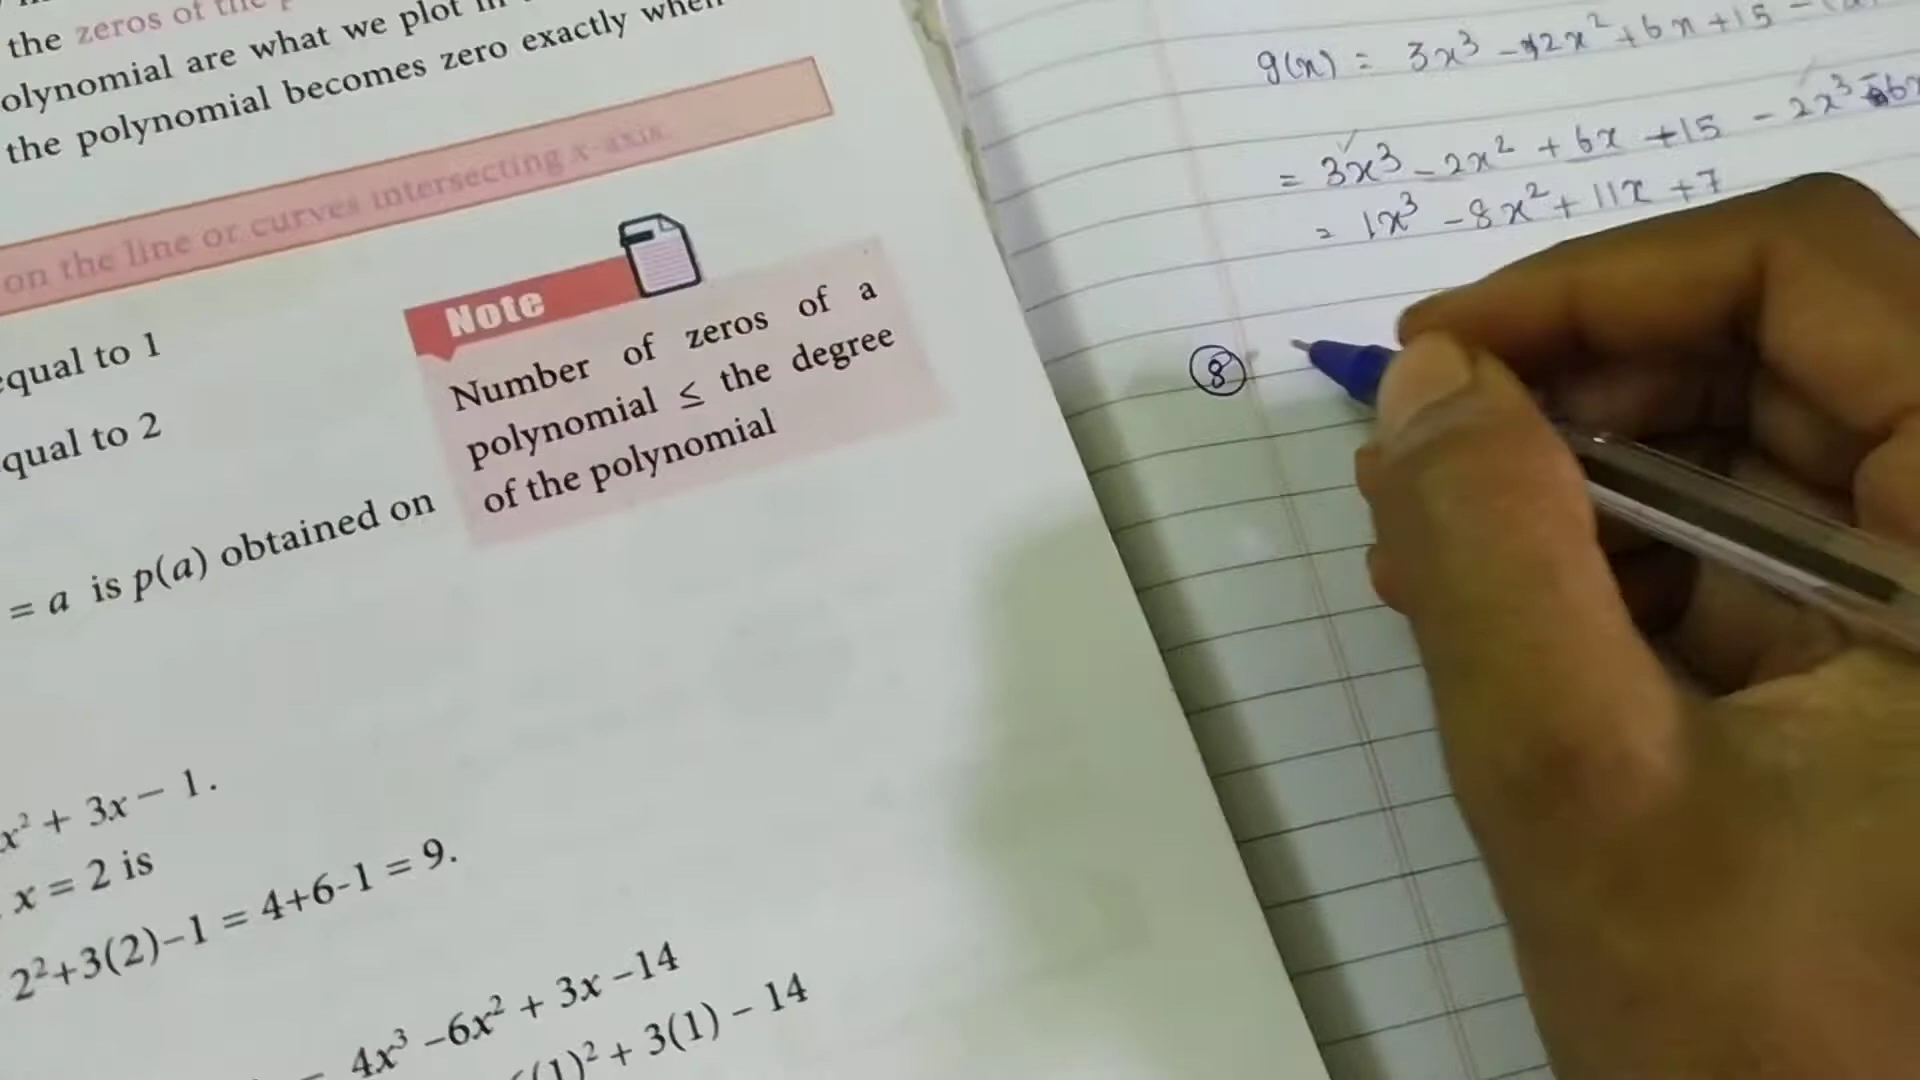 the zeros of the
olynomial are what we plot in
the polynomial becomes zero exactly when
on the line or curves intersecting x-axis.
Note
Number of zeros of a
polynomial ≤ the degree
of the polynomial
equal to 1
qual to 2
= a is p(a) obtained on
x² + 3x − 1.
x = 2 is
2²+3(2)−1 = 4+6-1 = 9.
4x³ −6x² + 3x −14
(1)² + 3(1) − 14
g(x) = 3x³ − 2x² + 6x + 15 −
= 3x³ − 2x² + 6x + 15 − 2x³ − 6x
= 1x³ − 8x² + 11x + 7
8